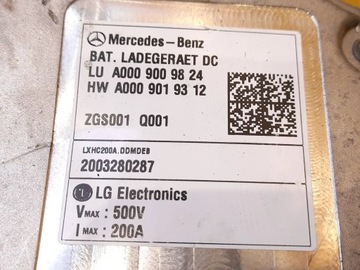 Mercedes-Benz
BAT. LADEGERAET DC
LU A000 900 98 24
HW A000 901 93 12
ZGS001 Q001
LXHC200A.DDMDEB
2003280287
LG Electronics
VMAX : 500V
IMAX : 200A